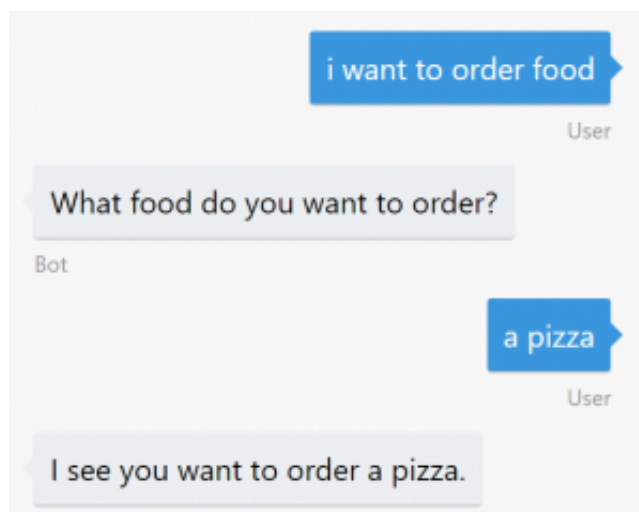 i want to order food
User
What food do you want to order?
Bot
a pizza
User
I see you want to order a pizza.